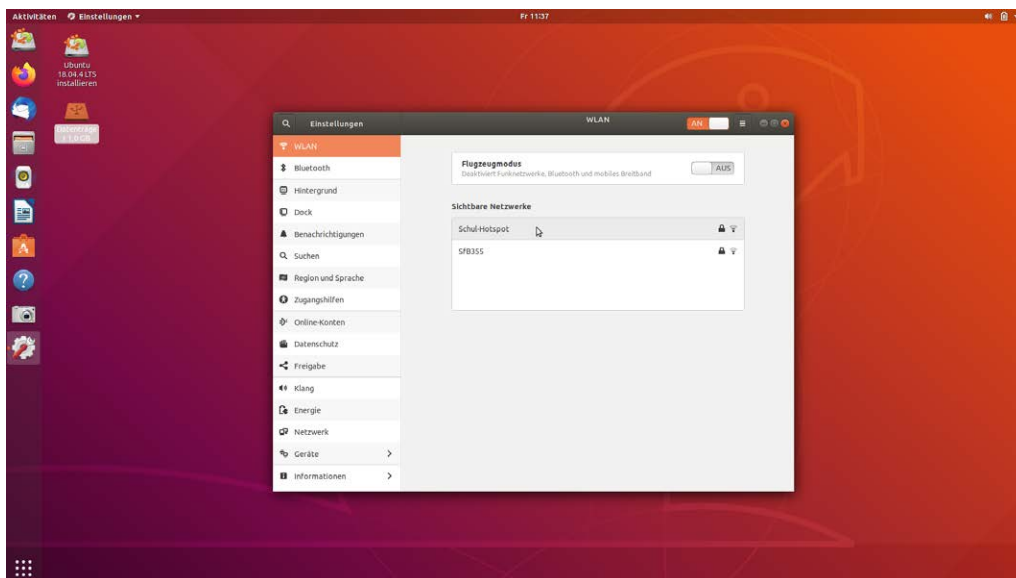 Aktivitäten
Einstellungen
Fr 11:37
Ubuntu
18.04.4 LTS
installieren
Einstellungen
WLAN
AN
WLAN
Bluetooth
Hintergrund
Dock
Benachrichtigungen
Suchen
Region und Sprache
Zugangshilfen
Online-Konten
Datenschutz
Freigabe
Klang
Energie
Netzwerk
Geräte
Informationen
Flugzeugmodus
Deaktiviert Funknetzwerke, Bluetooth und mobiles Breitband
AUS
Sichtbare Netzwerke
Schul-Hotspot
SfB355